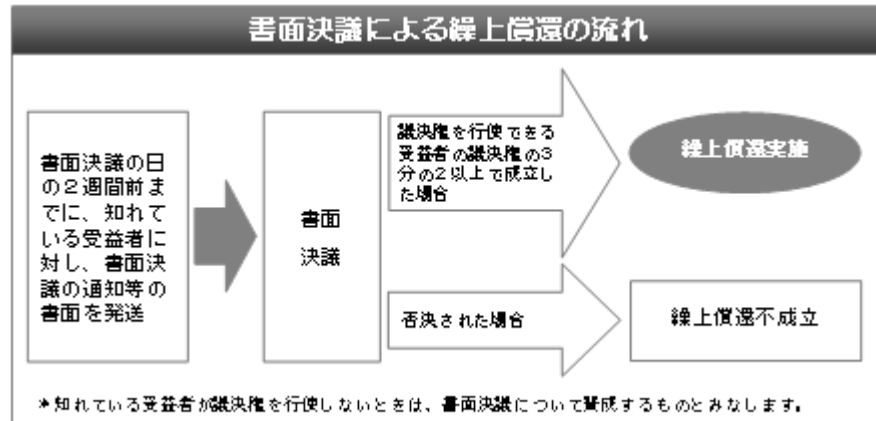 書面決議による繰上償還の流れ
書面決議の日
の2週間前ま
でに、知れて
いる受益者に
対し、書面決
議の通知等の
書面を発送
書面
決議
議決権を行使できる
受益者の議決権の3
分の2以上で成立し
た場合
繰上償還実施
否決された場合
繰上償還不成立
*知れている受益者が議決権を行使しないときは、書面決議について賛成するものとみなします。